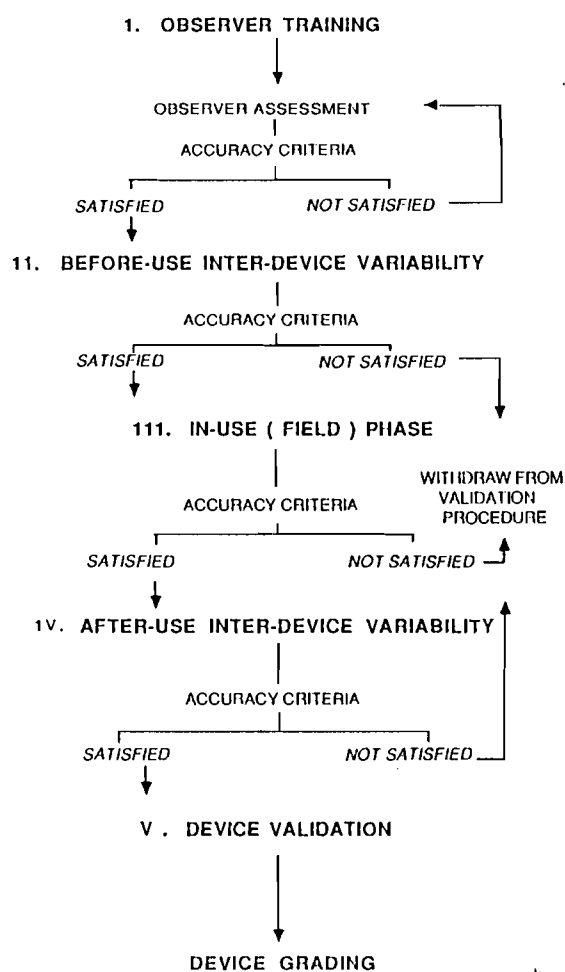 1. OBSERVER TRAINING
OBSERVER ASSESSMENT
ACCURACY CRITERIA
SATISFIED NOT SATISFIED
11. BEFORE-USE INTER-DEVICE VARIABILITY
ACCURACY CRITERIA
SATISFIED NOT SATISFIED
111. IN-USE ( FIELD ) PHASE
WITHDRAW FROM
VALIDATION
PROCEDURE
ACCURACY CRITERIA
SATISFIED NOT SATISFIED
1V. AFTER-USE INTER-DEVICE VARIABILITY
ACCURACY CRITERIA
SATISFIED NOT SATISFIED
V . DEVICE VALIDATION
DEVICE GRADING